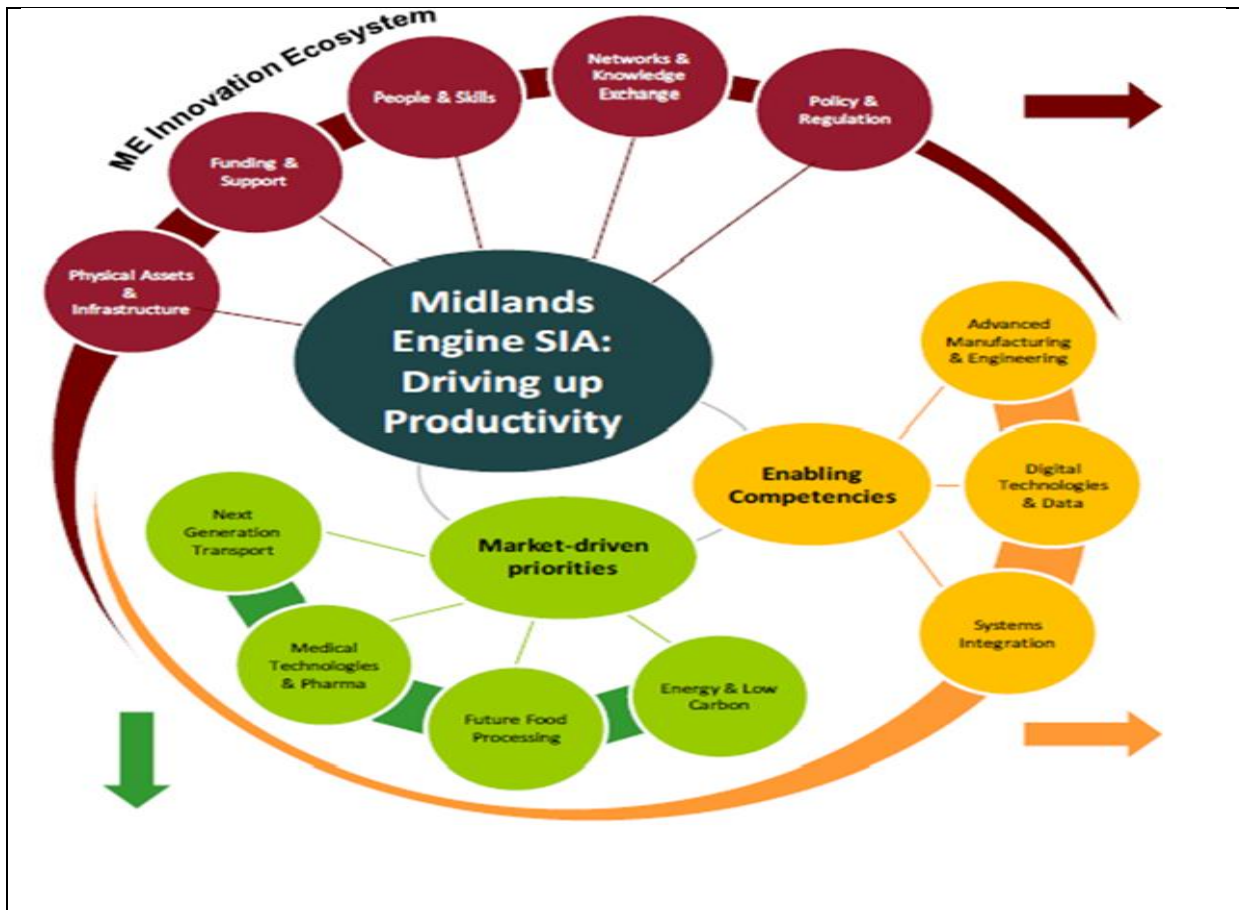 ME Innovation Ecosystem
Networks &
Knowledge
Exchange
People & Skills
Policy &
Regulation
Funding &
Support
Physical Assets
&
Infrastructure
Midlands
Engine SIA:
Driving up
Productivity
Advanced
Manufacturing
& Engineering
Enabling
Competencies
Digital
Technologies
& Data
Systems
Integration
Market-driven
priorities
Next
Generation
Transport
Medical
Technologies
& Pharma
Future Food
Processing
Energy & Low
Carbon